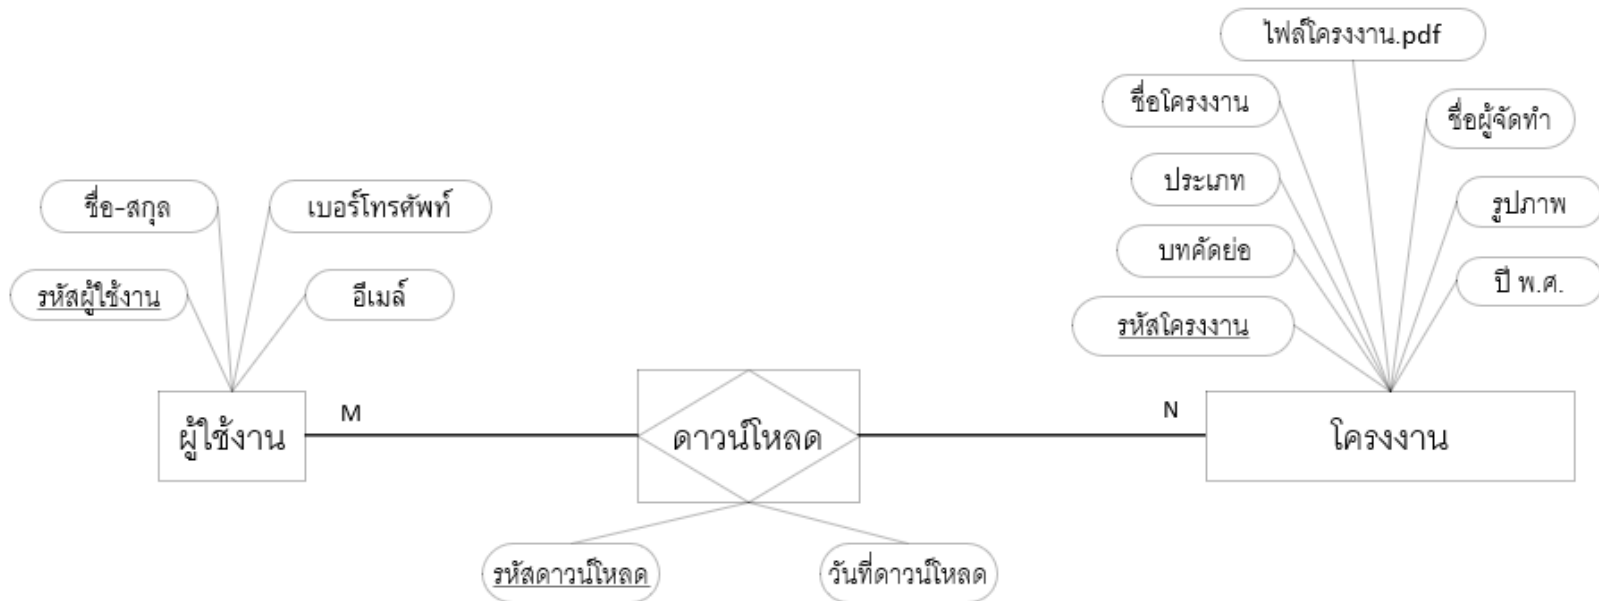 ไฟล์โครงงาน.pdf
ชื่อโครงงาน
ชื่อผู้จัดทำ
ประเภท
รูปภาพ
ชื่อ-สกุล
เบอร์โทรศัพท์
บทคัดย่อ
ปี พ.ศ.
รหัสผู้ใช้งาน
อีเมล์
รหัสโครงงาน
ผู้ใช้งาน
M
ดาวน์โหลด
N
โครงงาน
รหัสดาวน์โหลด
วันที่ดาวน์โหลด